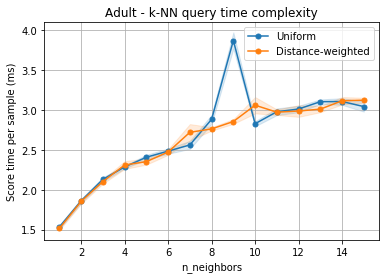 Adult - k-NN query time complexity
Uniform
Distance-weighted
Score time per sample (ms)
4.0
3.5
3.0
2.5
2.0
1.5
2 4 6 8 10 12 14
n_neighbors